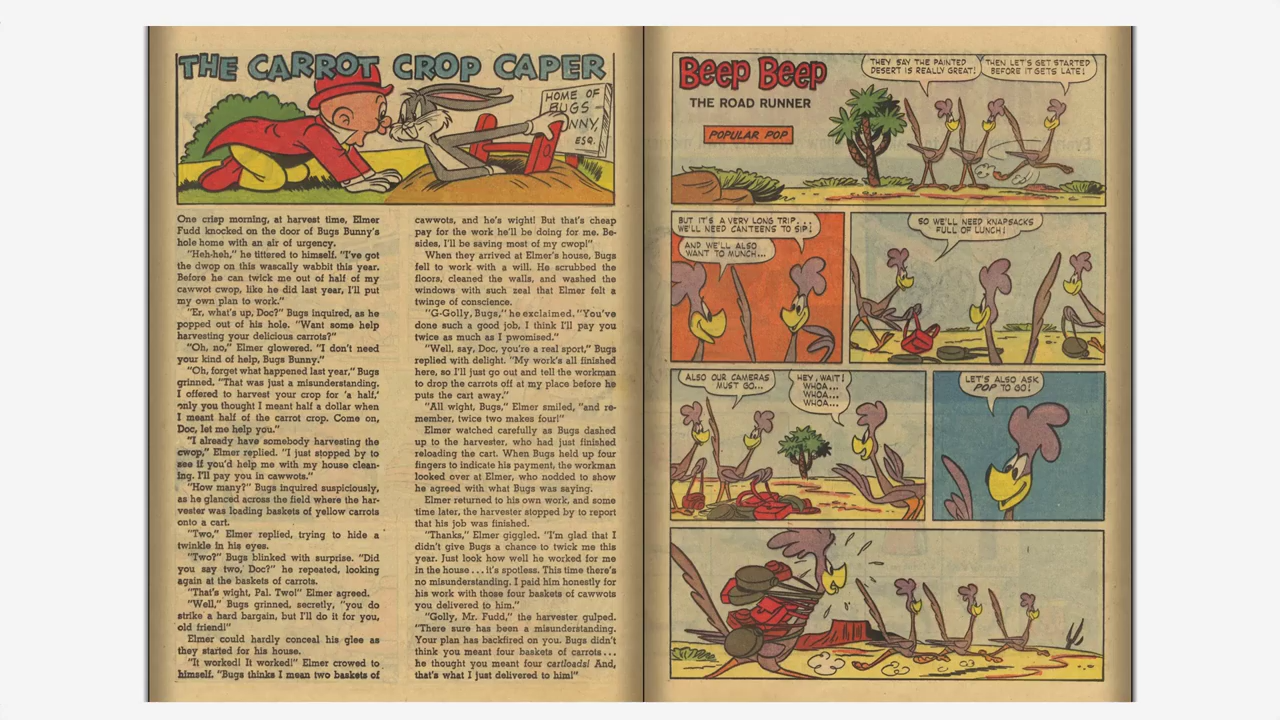 THE CARROT CROP CAPER
HOME OF
BUGS
NNY,
ESQ.
One crisp morning, at harvest time, Elmer
Fudd knocked on the door of Bugs Bunny's
hole home with an air of urgency.
"Heh-heh," he tittered to himself. "I've got
the dwop on this wascally wabbit this year.
Before he can twick me out of half of my
cawwot cwop, like he did last year, I'll put
my own plan to work."
"Er, what's up, Doc?" Bugs inquired, as he
popped out of his hole. "Want some help
harvesting your delicious carrots?"
"Oh, no," Elmer glowered. "I don't need
your kind of help, Bugs Bunny."
"Oh, forget what happened last year," Bugs
grinned. "That was just a misunderstanding.
I offered to harvest your crop for 'a half,'
only you thought I meant half a dollar when
I meant half of the carrot crop. Come on,
Doc, let me help you."
"I already have somebody harvesting the
cwop," Elmer replied. "I just stopped by to
see if you'd help me with my house clean-
ing. I'll pay you in cawwots."
"How many?" Bugs inquired suspiciously,
as he glanced across the field where the har-
vester was loading baskets of yellow carrots
onto a cart.
"Two," Elmer replied, trying to hide a
twinkle in his eyes.
"Two?" Bugs blinked with surprise. "Did
you say two, Doc?" he repeated, looking
again at the baskets of carrots.
"That's wight, Pal. Two!" Elmer agreed.
"Well," Bugs grinned, secretly, "you do
strike a hard bargain, but I'll do it for you,
old friend!"
Elmer could hardly conceal his glee as
they started for his house.
"It worked! It worked!" Elmer crowed to
himself. "Bugs thinks I mean two baskets of
cawwots, and he's wight! But that's cheap
pay for the work he'll be doing for me. Be-
sides, I'll be saving most of my cwop!"
When they arrived at Elmer's house, Bugs
fell to work with a will. He scrubbed the
floors, cleaned the walls, and washed the
windows with such zeal that Elmer felt a
twinge of conscience.
"G-Golly, Bugs," he exclaimed. "You've
done such a good job, I think I'll pay you
twice as much as I pwomised."
"Well, say, Doc, you're a real sport," Bugs
replied with delight. "My work's all finished
here, so I'll just go out and tell the workman
to drop the carrots off at my place before he
puts the cart away."
"All wight, Bugs," Elmer smiled, "and re-
member, twice two makes four!"
Elmer watched carefully as Bugs dashed
up to the harvester, who had just finished
reloading the cart. When Bugs held up four
fingers to indicate his payment, the workman
looked over at Elmer, who nodded to show
he agreed with what Bugs was saying.
Elmer returned to his own work, and some
time later, the harvester stopped by to report
that his job was finished.
"Thanks," Elmer giggled. "I'm glad that I
didn't give Bugs a chance to twick me this
year. Just look how well he worked for me
in the house . . . it's spotless. This time there's
no misunderstanding. I paid him honestly for
his work with those four baskets of cawwots
you delivered to him."
"Golly, Mr. Fudd," the harvester gulped.
"There sure has been a misunderstanding.
Your plan has backfired on you. Bugs didn't
think you meant four baskets of carrots . . .
he thought you meant four cartloads! And,
that's what I just delivered to him!"
BEEP BEEP
THE ROAD RUNNER
POPULAR POP
THEY SAY THE PAINTED
DESERT IS REALLY GREAT!
THEN LET'S GET STARTED
BEFORE IT GETS LATE!
BUT IT'S A VERY LONG TRIP...
WE'LL NEED CANTEENS TO SIP!
AND WE'LL ALSO
WANT TO MUNCH...
SO WE'LL NEED KNAPSACKS
FULL OF LUNCH!
ALSO OUR CAMERAS
MUST GO...
HEY, WAIT!
WHOA...
WHOA...
WHOA...
LET'S ALSO ASK
POP TO GO!